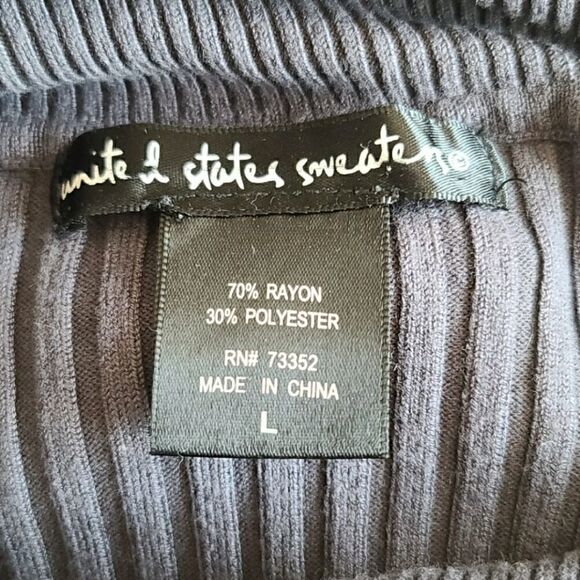 united states sweaters©
70% RAYON
30% POLYESTER
RN# 73352
MADE IN CHINA
L